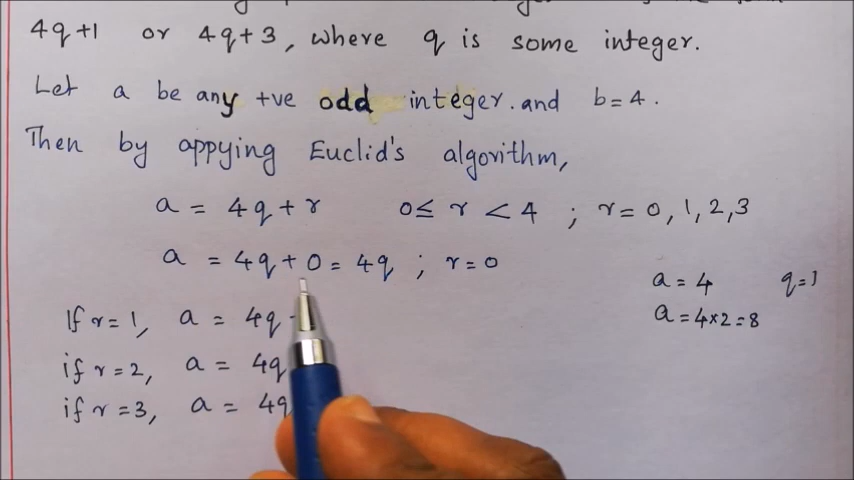 4q+1 or 4q+3, where q is some integer.
Let a be any +ve odd integer. and b=4.
Then by appying Euclid's algorithm,
a = 4q + r 0≤ r < 4 ; r= 0, 1, 2, 3
a = 4q + 0 = 4q ; r=0
a = 4 q=1
a = 4×2=8
If r=1, a = 4q
if r=2, a = 4q
if r=3, a = 4q